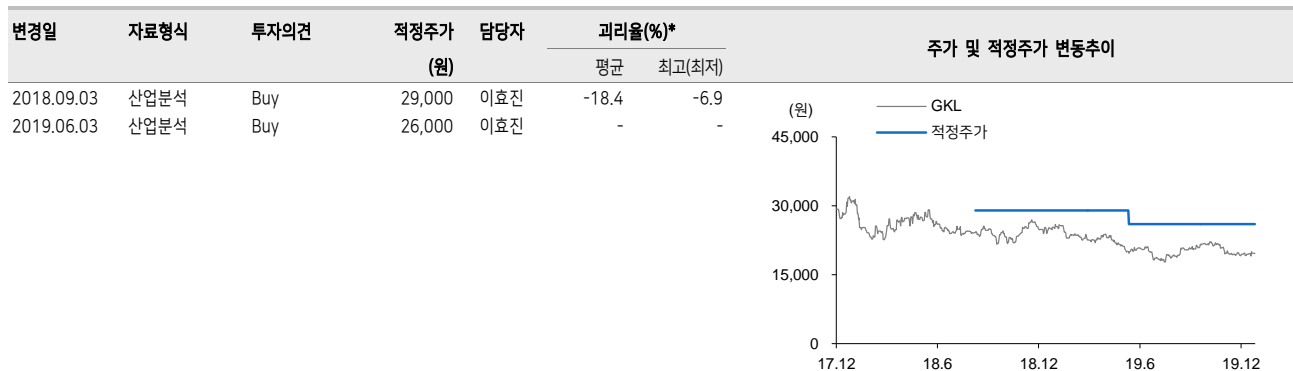 변경일 자료형식 투자의견 적정주가 담당자 괴리율(%)* 주가 및 적정주가 변동추이
(원) 평균 최고(최저)
2018.09.03 산업분석 Buy 29,000 이효진 -18.4 -6.9
2019.06.03 산업분석 Buy 26,000 이효진 - -
(원) GKL
적정주가
45,000
30,000
15,000
0
17.12 18.6 18.12 19.6 19.12